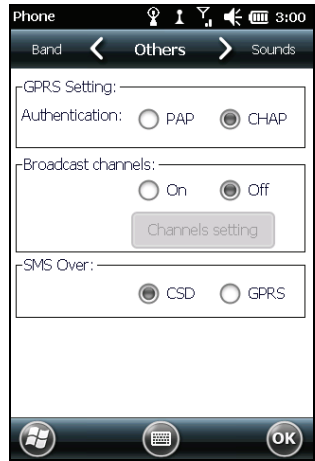 Phone 3:00
Band Others Sounds
GPRS Setting:
Authentication: PAP CHAP
Broadcast channels:
On Off
Channels setting
SMS Over:
CSD GPRS
OK